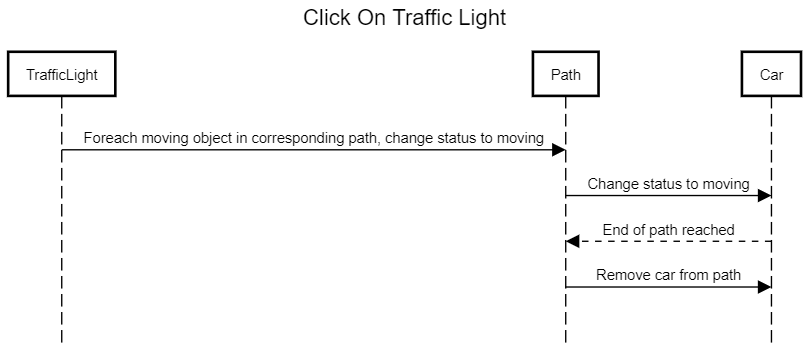 Click On Traffic Light
TrafficLight
Path
Car
Foreach moving object in corresponding path, change status to moving
Change status to moving
End of path reached
Remove car from path